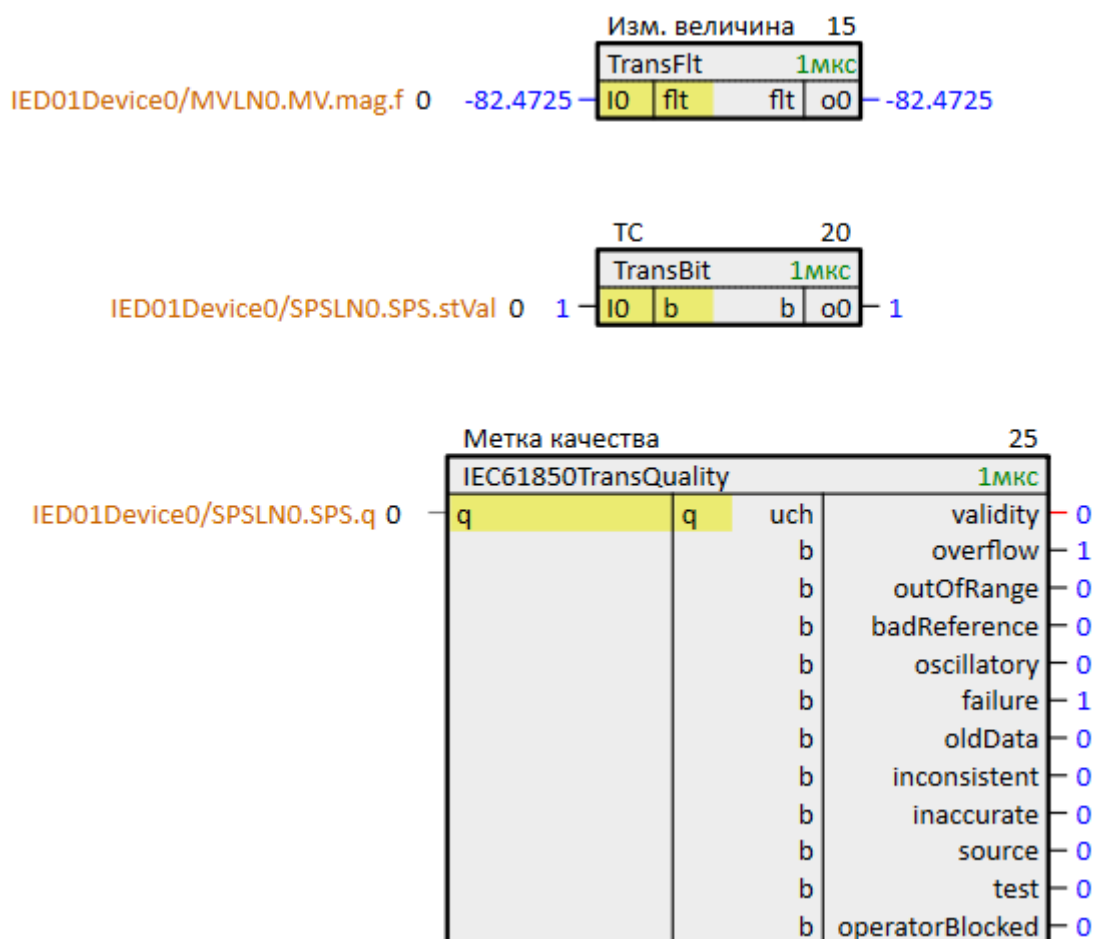 Изм. величина 15
TransFlt 1мкс
IED01Device0/MVLN0.MV.mag.f 0 -82.4725 I0 flt flt o0 -82.4725
ТС 20
TransBit 1мкс
IED01Device0/SPSLN0.SPS.stVal 0 1 I0 b b o0 1
Метка качества 25
IEC61850TransQuality 1мкс
IED01Device0/SPSLN0.SPS.q 0 q q uch validity 0
b overflow 1
b outOfRange 0
b badReference 0
b oscillatory 0
b failure 1
b oldData 0
b inconsistent 0
b inaccurate 0
b source 0
b test 0
b operatorBlocked 0